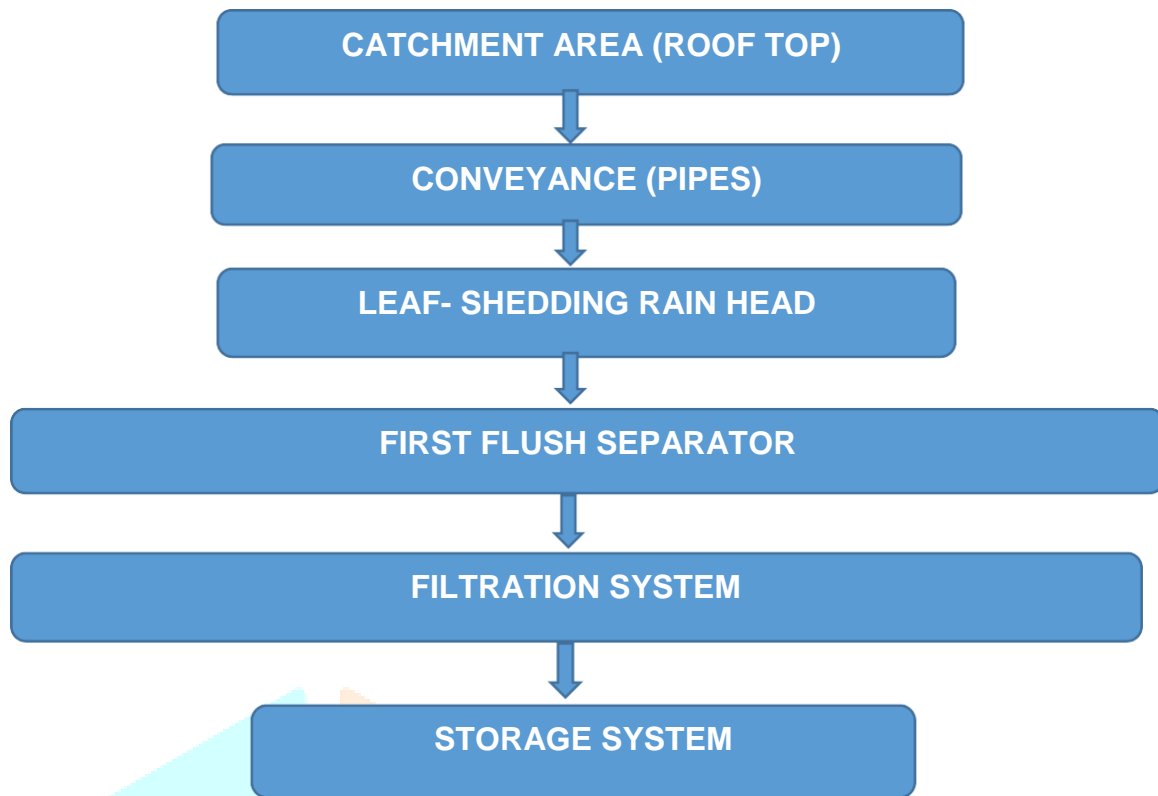 CATCHMENT AREA (ROOF TOP)
CONVEYANCE (PIPES)
LEAF- SHEDDING RAIN HEAD
FIRST FLUSH SEPARATOR
FILTRATION SYSTEM
STORAGE SYSTEM